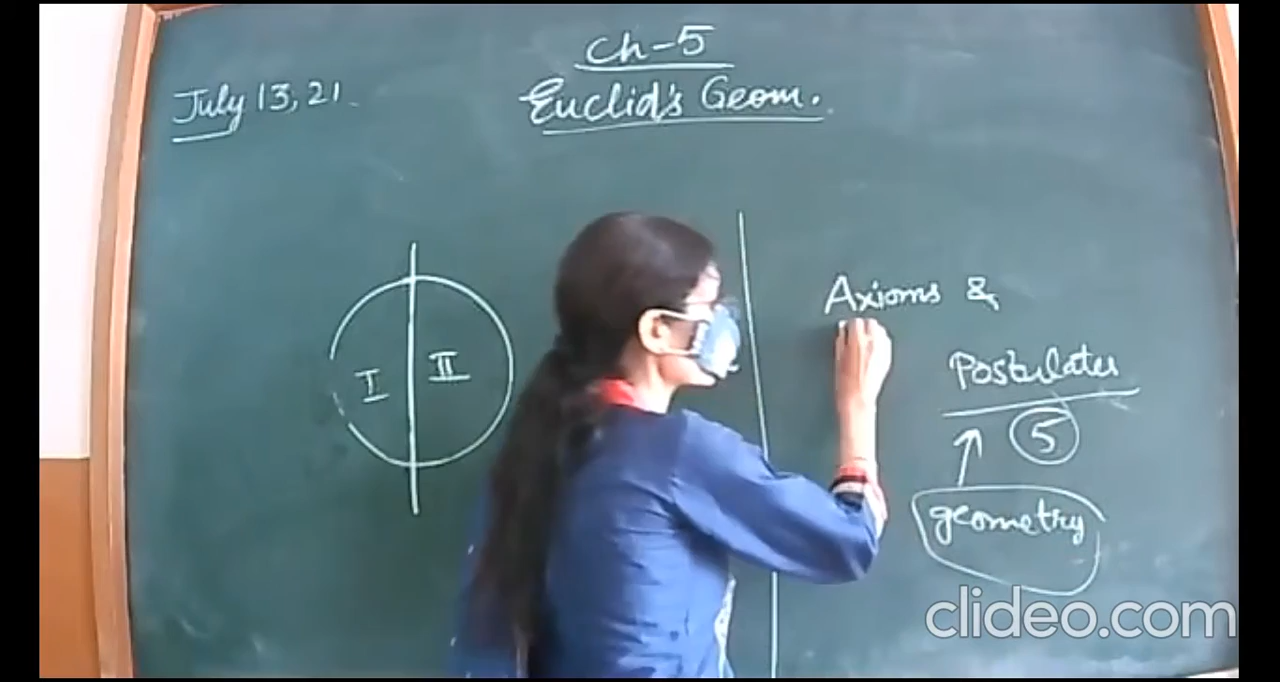 Ch-5
July 13, 21.
Euclid's Geom.
I
II
Axioms &
Postulates
5
geometry
clideo.com